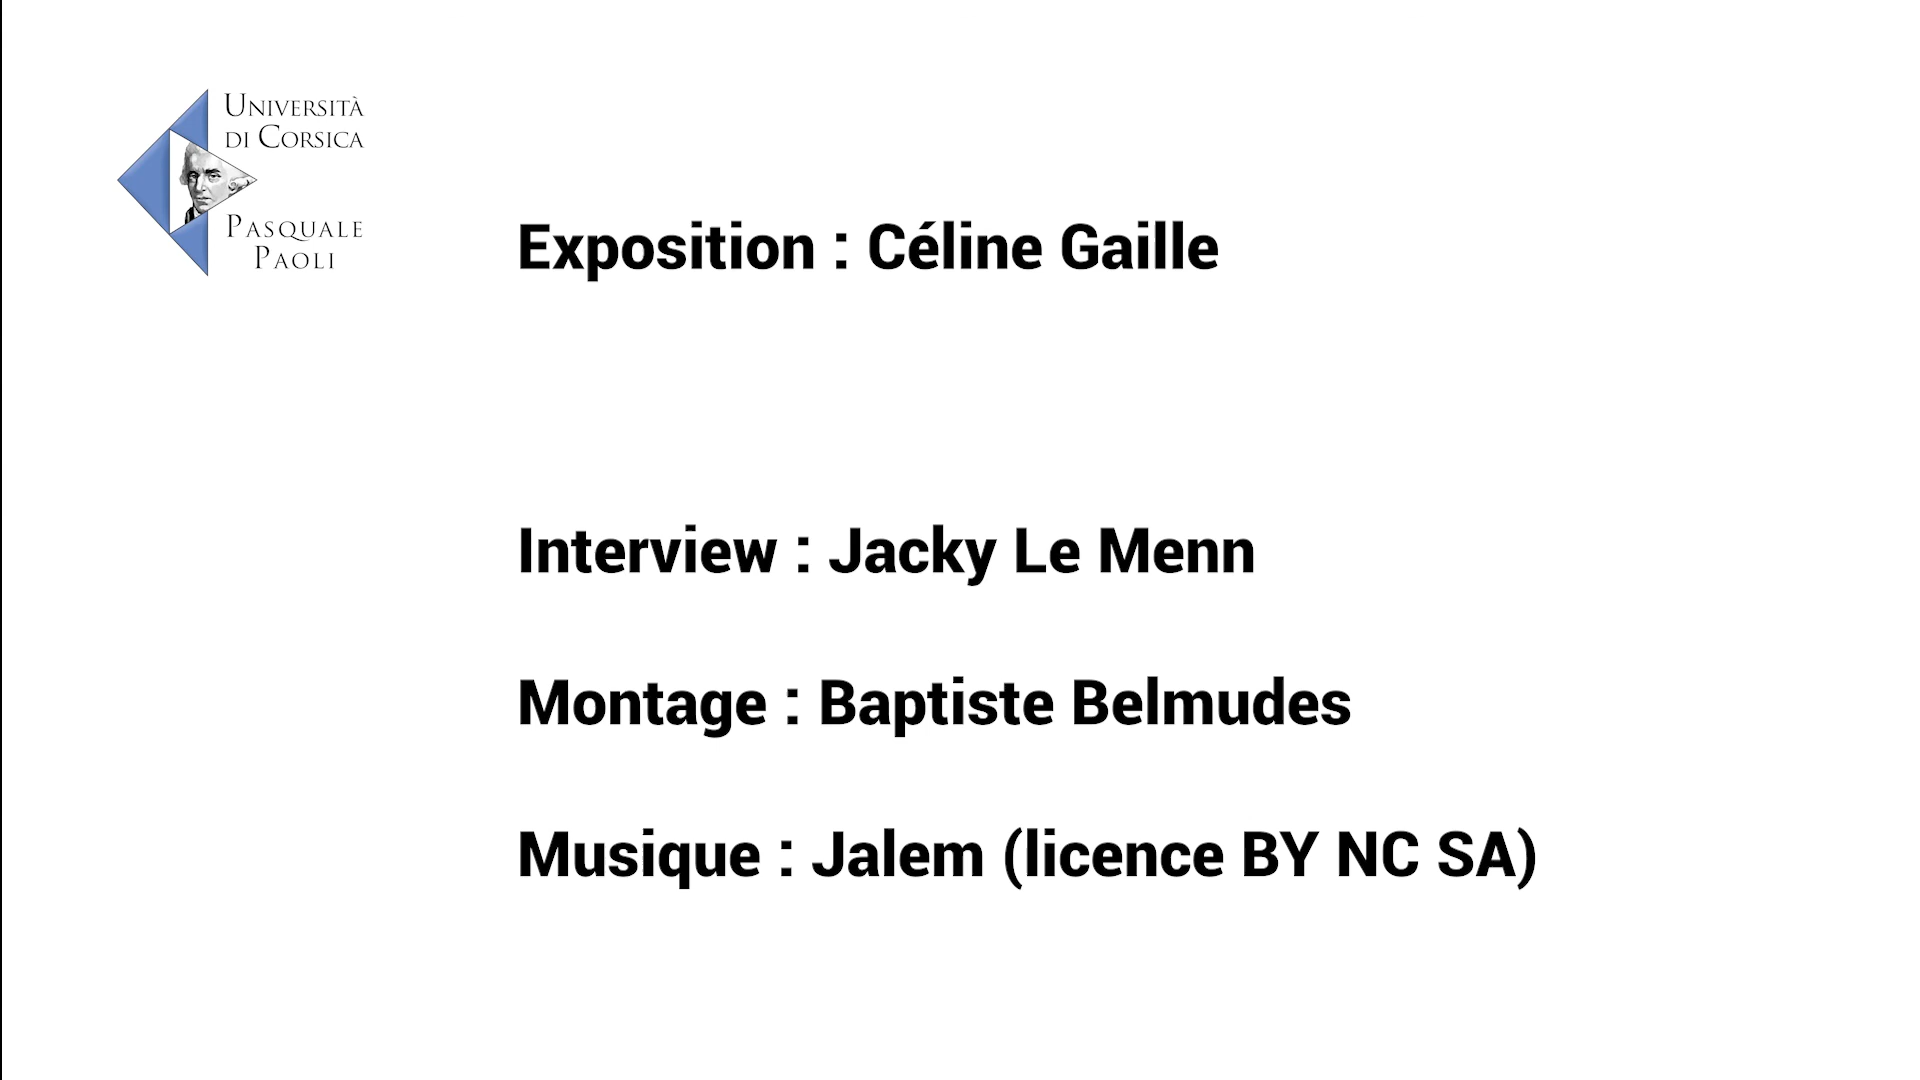 Università
di Corsica
Pasquale
Paoli
Exposition : Céline Gaille
Interview : Jacky Le Menn
Montage : Baptiste Belmudes
Musique : Jalem (licence BY NC SA)